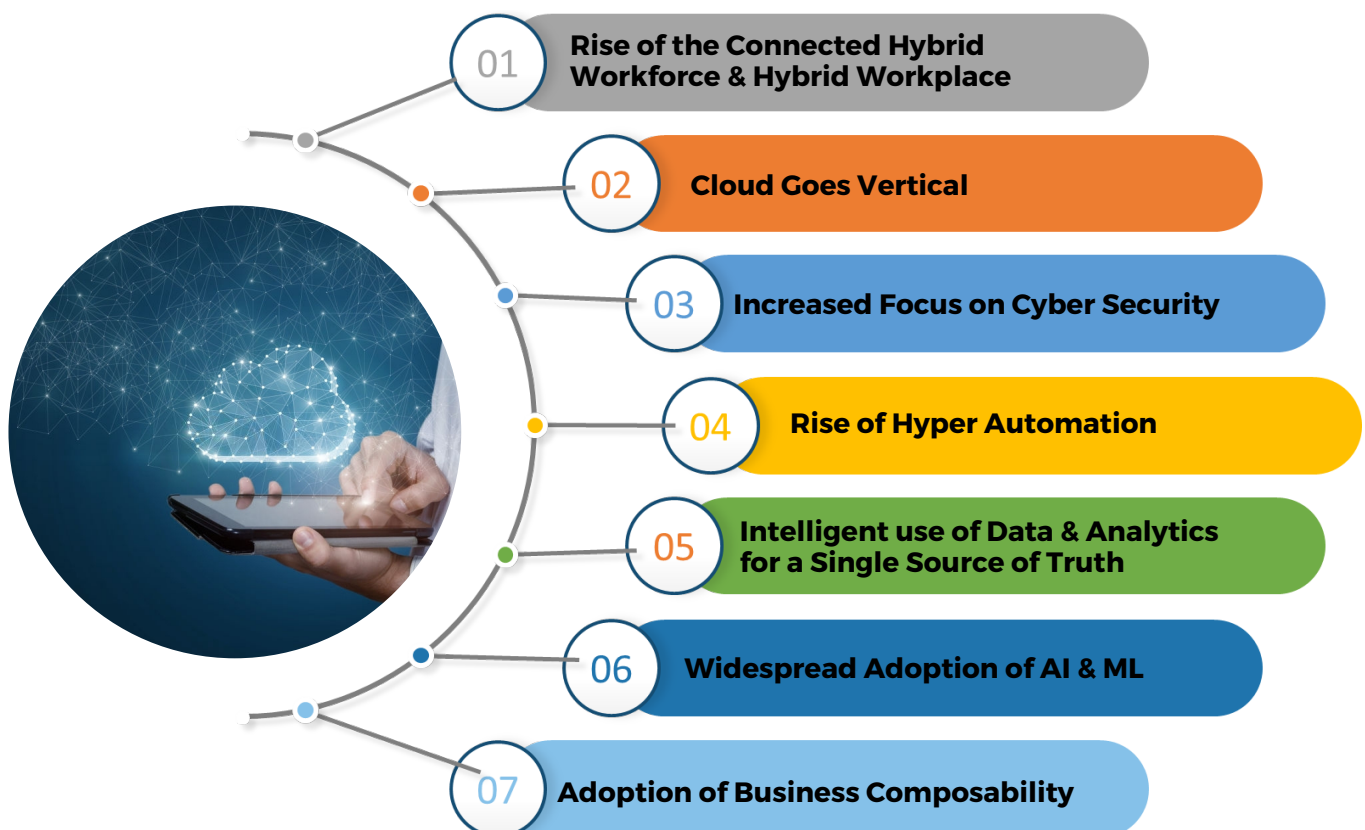 01
Rise of the Connected Hybrid
Workforce & Hybrid Workplace
02
Cloud Goes Vertical
03
Increased Focus on Cyber Security
04
Rise of Hyper Automation
05
Intelligent use of Data & Analytics
for a Single Source of Truth
06
Widespread Adoption of AI & ML
07
Adoption of Business Composability